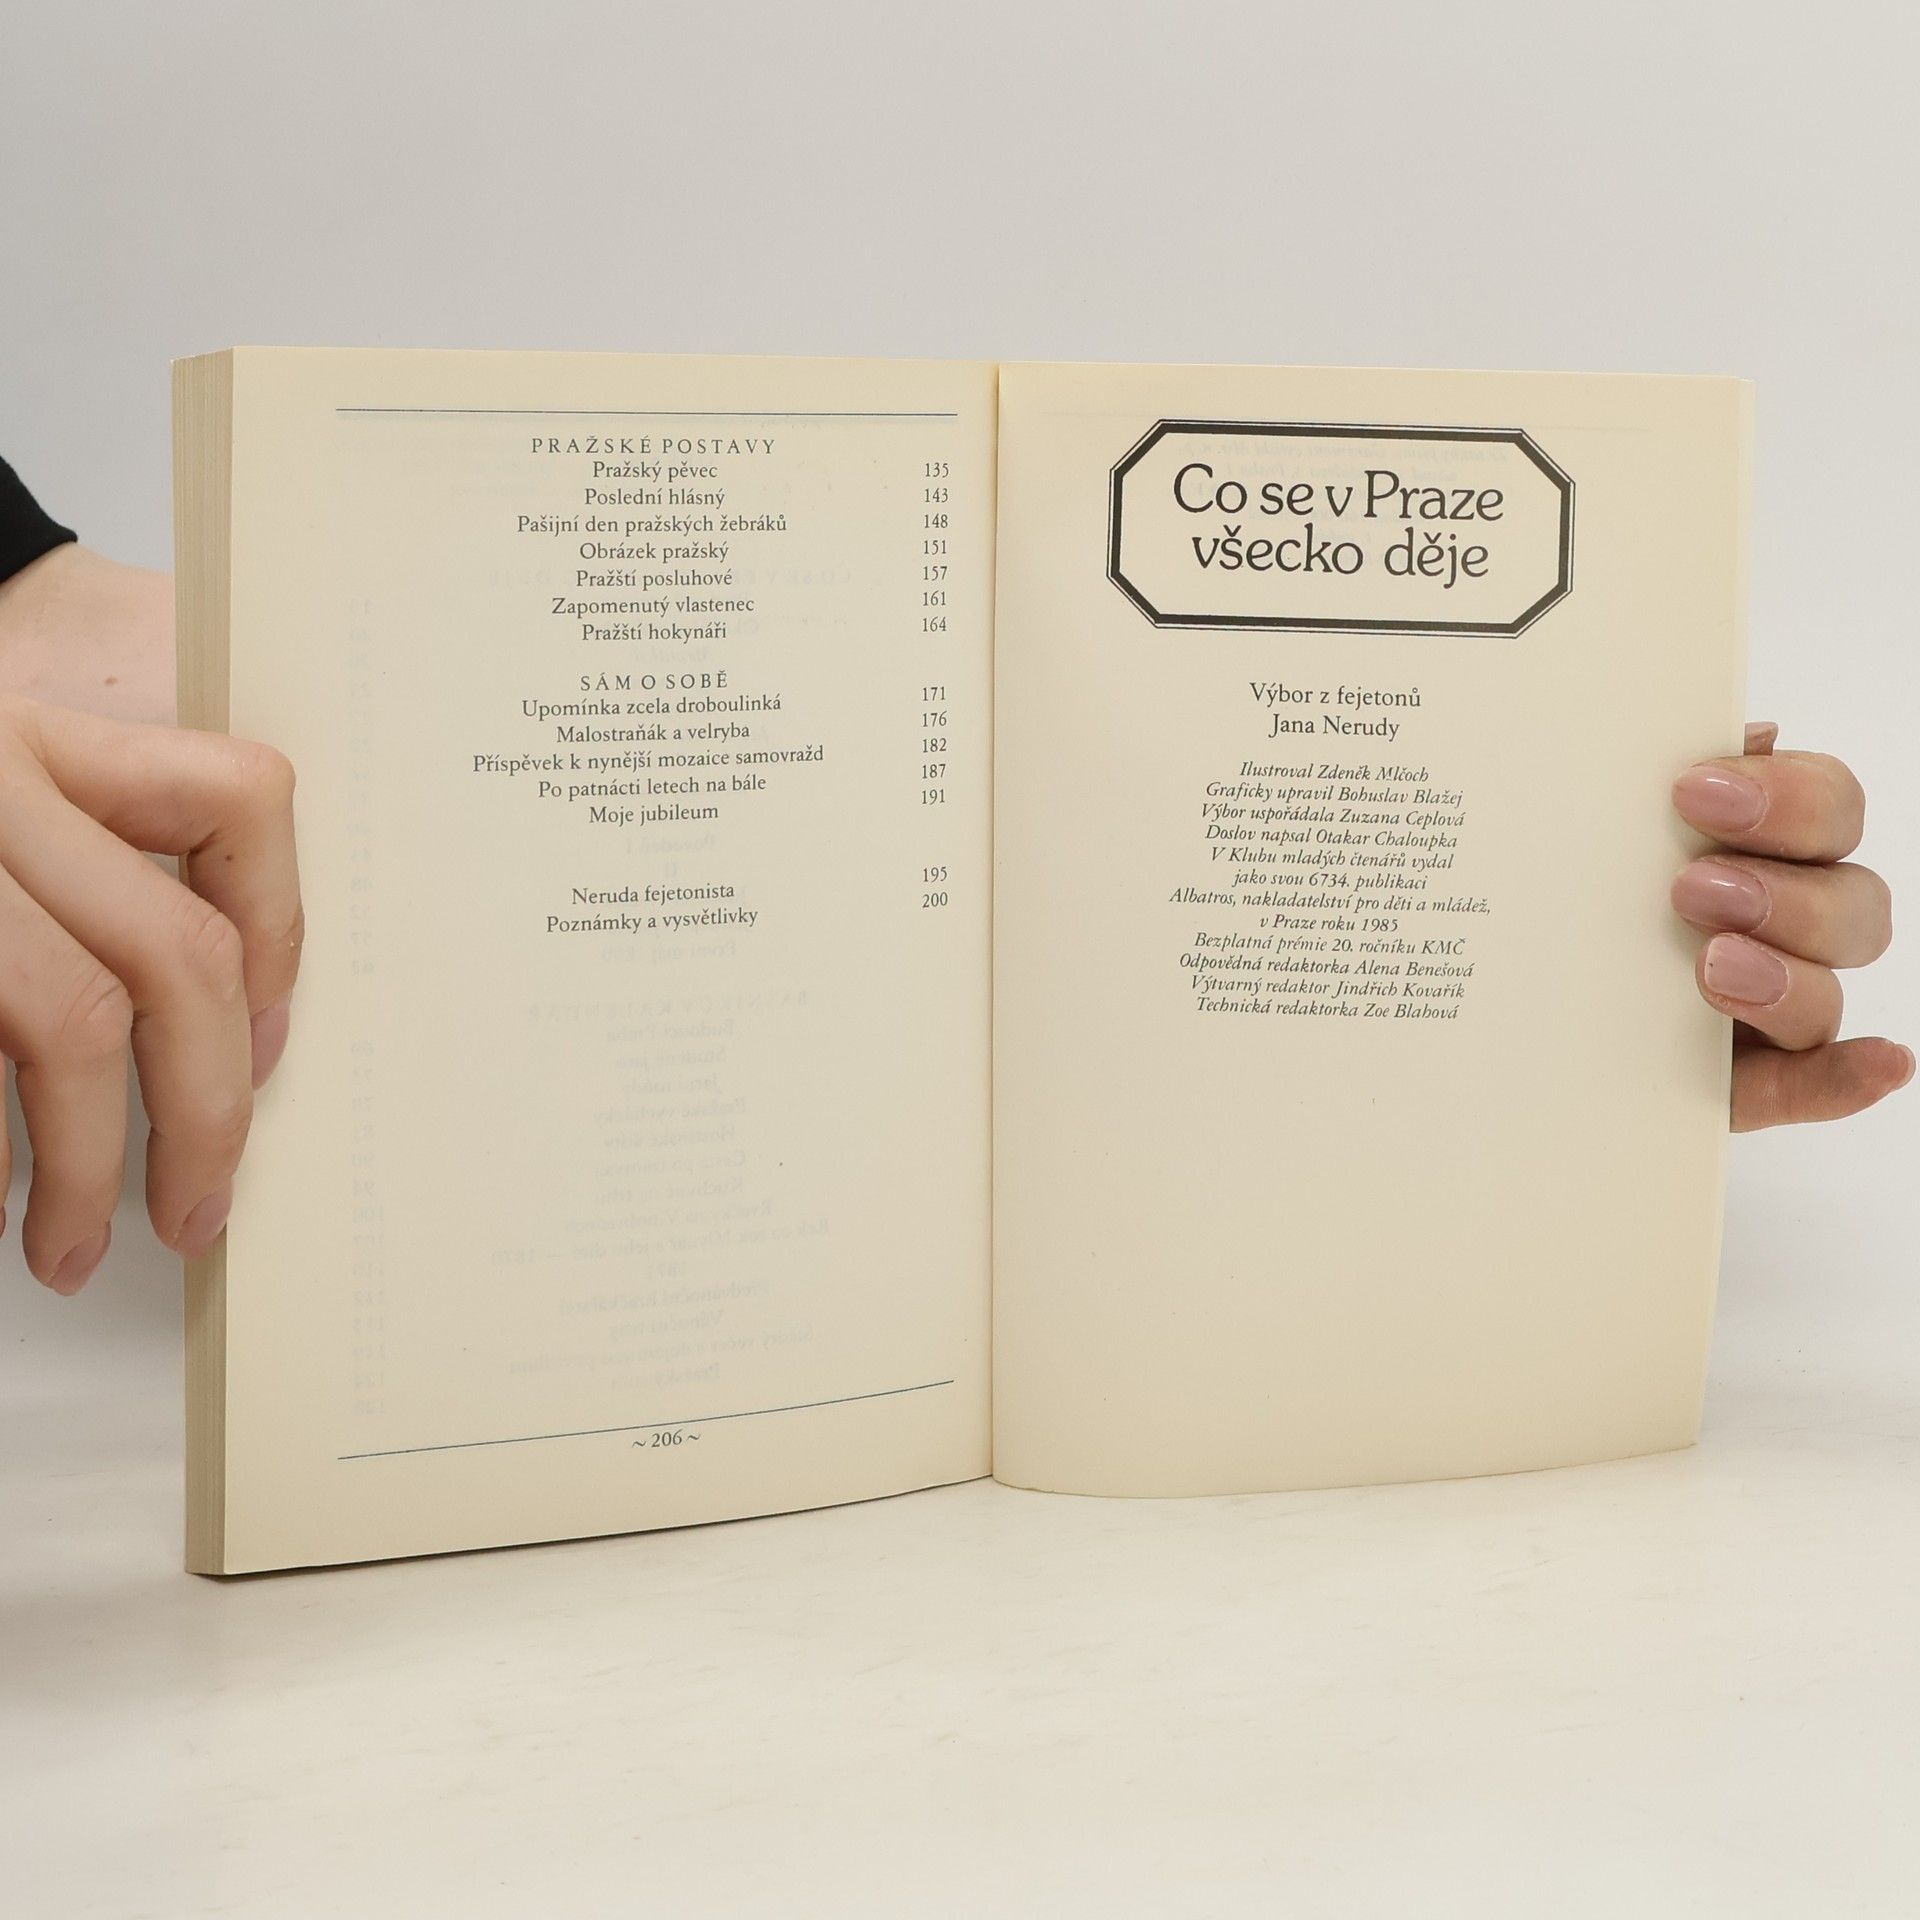 PRAŽSKÉ POSTAVY
Pražský pěvec 135
Poslední hlásný 143
Pašijní den pražských žebráků 148
Obrázek pražský 151
Pražští posluhové 157
Zapomenutý vlastenec 161
Pražští hokynáři 164
SÁM O SOBĚ
Upomínka zcela droboulinká 171
Malostraňák a velryba 176
Příspěvek k nynější mozaice samovražd 182
Po patnácti letech na bále 187
Moje jubileum 191
Neruda fejetonista 195
Poznámky a vysvětlivky 200
~ 206 ~
Co se v Praze
všecko děje
Výbor z fejetonů
Jana Nerudy
Ilustroval Zdeněk Mlčoch
Graficky upravil Bohuslav Blažej
Výbor uspořádala Zuzana Ceplová
Doslov napsal Otakar Chaloupka
V Klubu mladých čtenářů vydal
jako svou 6734. publikaci
Albatros, nakladatelství pro děti a mládež,
v Praze roku 1985
Bezplatná prémie 20. ročníku KMČ
Odpovědná redaktorka Alena Benešová
Výtvarný redaktor Jindřich Kovařík
Technická redaktorka Zoe Blahová